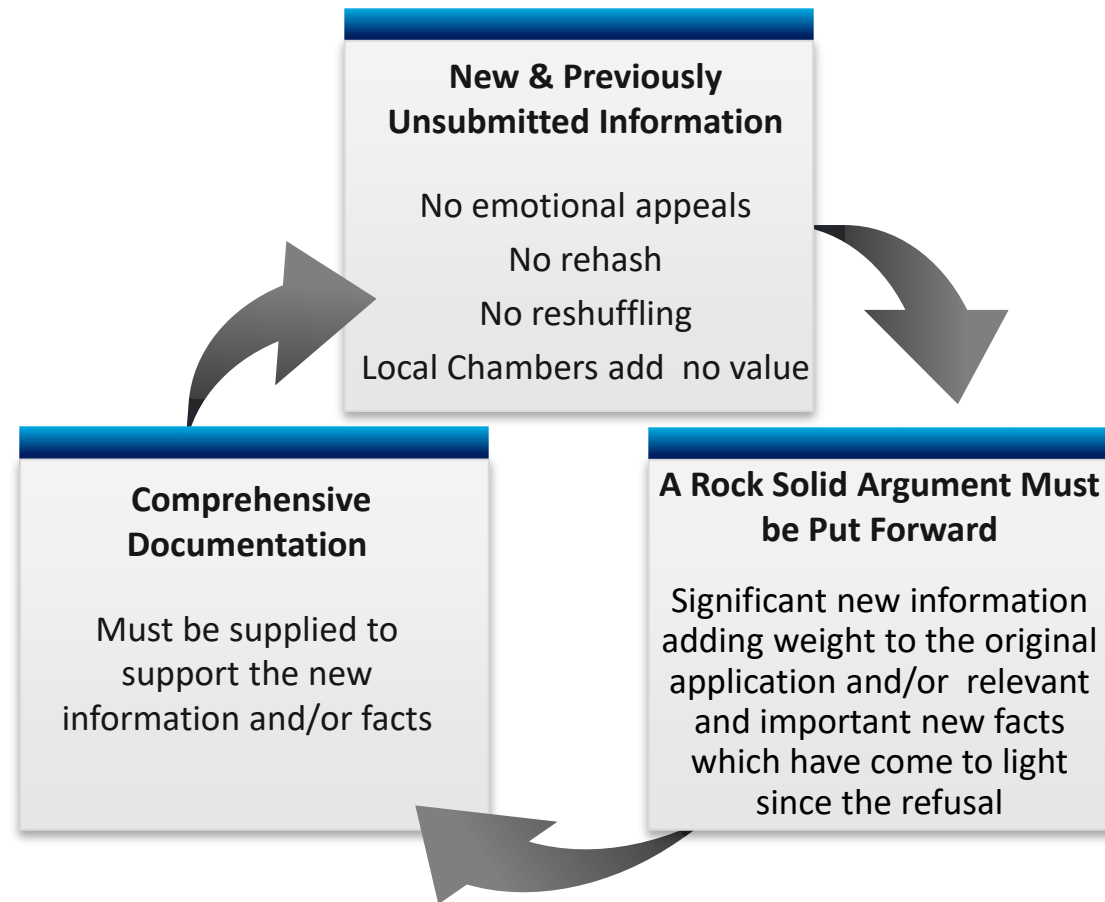 New & Previously
Unsubmitted Information
No emotional appeals
No rehash
No reshuffling
Local Chambers add  no value
A Rock Solid Argument Must
be Put Forward
Significant new information
adding weight to the original
application and/or  relevant
and important new facts
which have come to light
since the refusal
Comprehensive
Documentation
Must be supplied to
support the new
information and/or facts